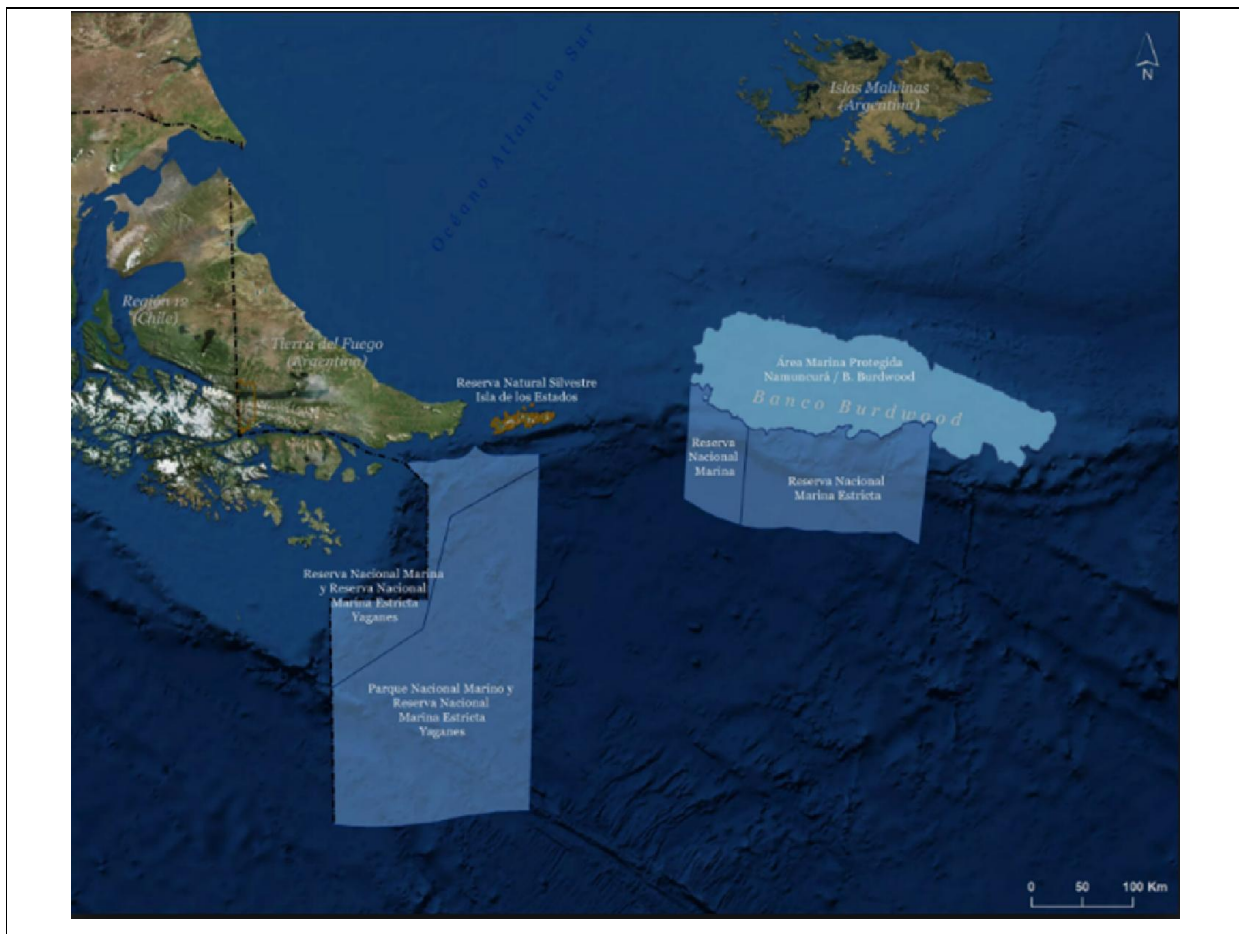 N
Islas Malvinas
(Argentina)
Océano Atlántico Sur
Región 12
(Chile)
Tierra del Fuego
(Argentina)
Reserva Natural Silvestre
Isla de los Estados
Área Marina Protegida
Namuncurá / B. Burdwood
Banco Burdwood
Reserva
Nacional
Marina
Reserva Nacional
Marina Estricta
Reserva Nacional Marina
y Reserva Nacional
Marina Estricta
Yaganes
Parque Nacional Marino y
Reserva Nacional
Marina Estricta
Yaganes
0 50 100 Km